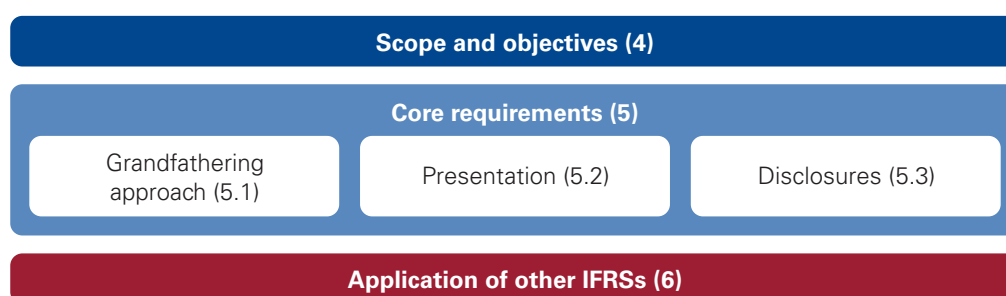 Scope and objectives (4)
Core requirements (5)
Grandfathering
approach (5.1)
Presentation (5.2)
Disclosures (5.3)
Application of other IFRSs (6)